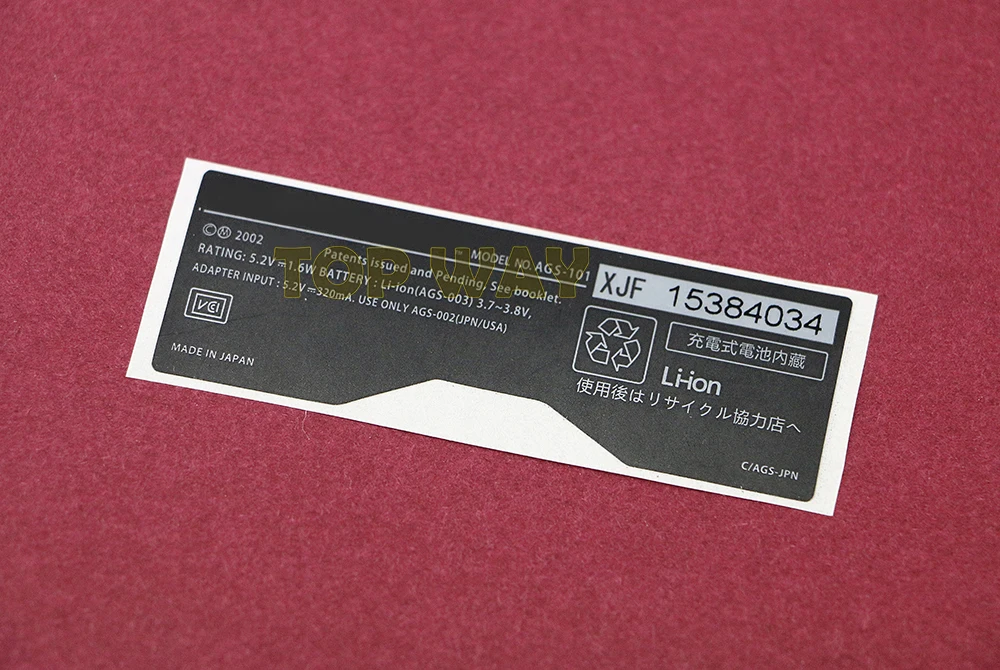 ©Ⓜ 2002
MODEL NO. AGS-101
Patents issued and Pending. See booklet.
RATING: 5.2V⎓1.6W BATTERY : Li-ion(AGS-003) 3.7~3.8V,
ADAPTER INPUT : 5.2V⎓320mA. USE ONLY AGS-002(JPN/USA)
VCI
MADE IN JAPAN
XJF 15384034
充電式電池内蔵
Li-ion
使用後はリサイクル協力店へ
C/AGS-JPN
TOP WAY